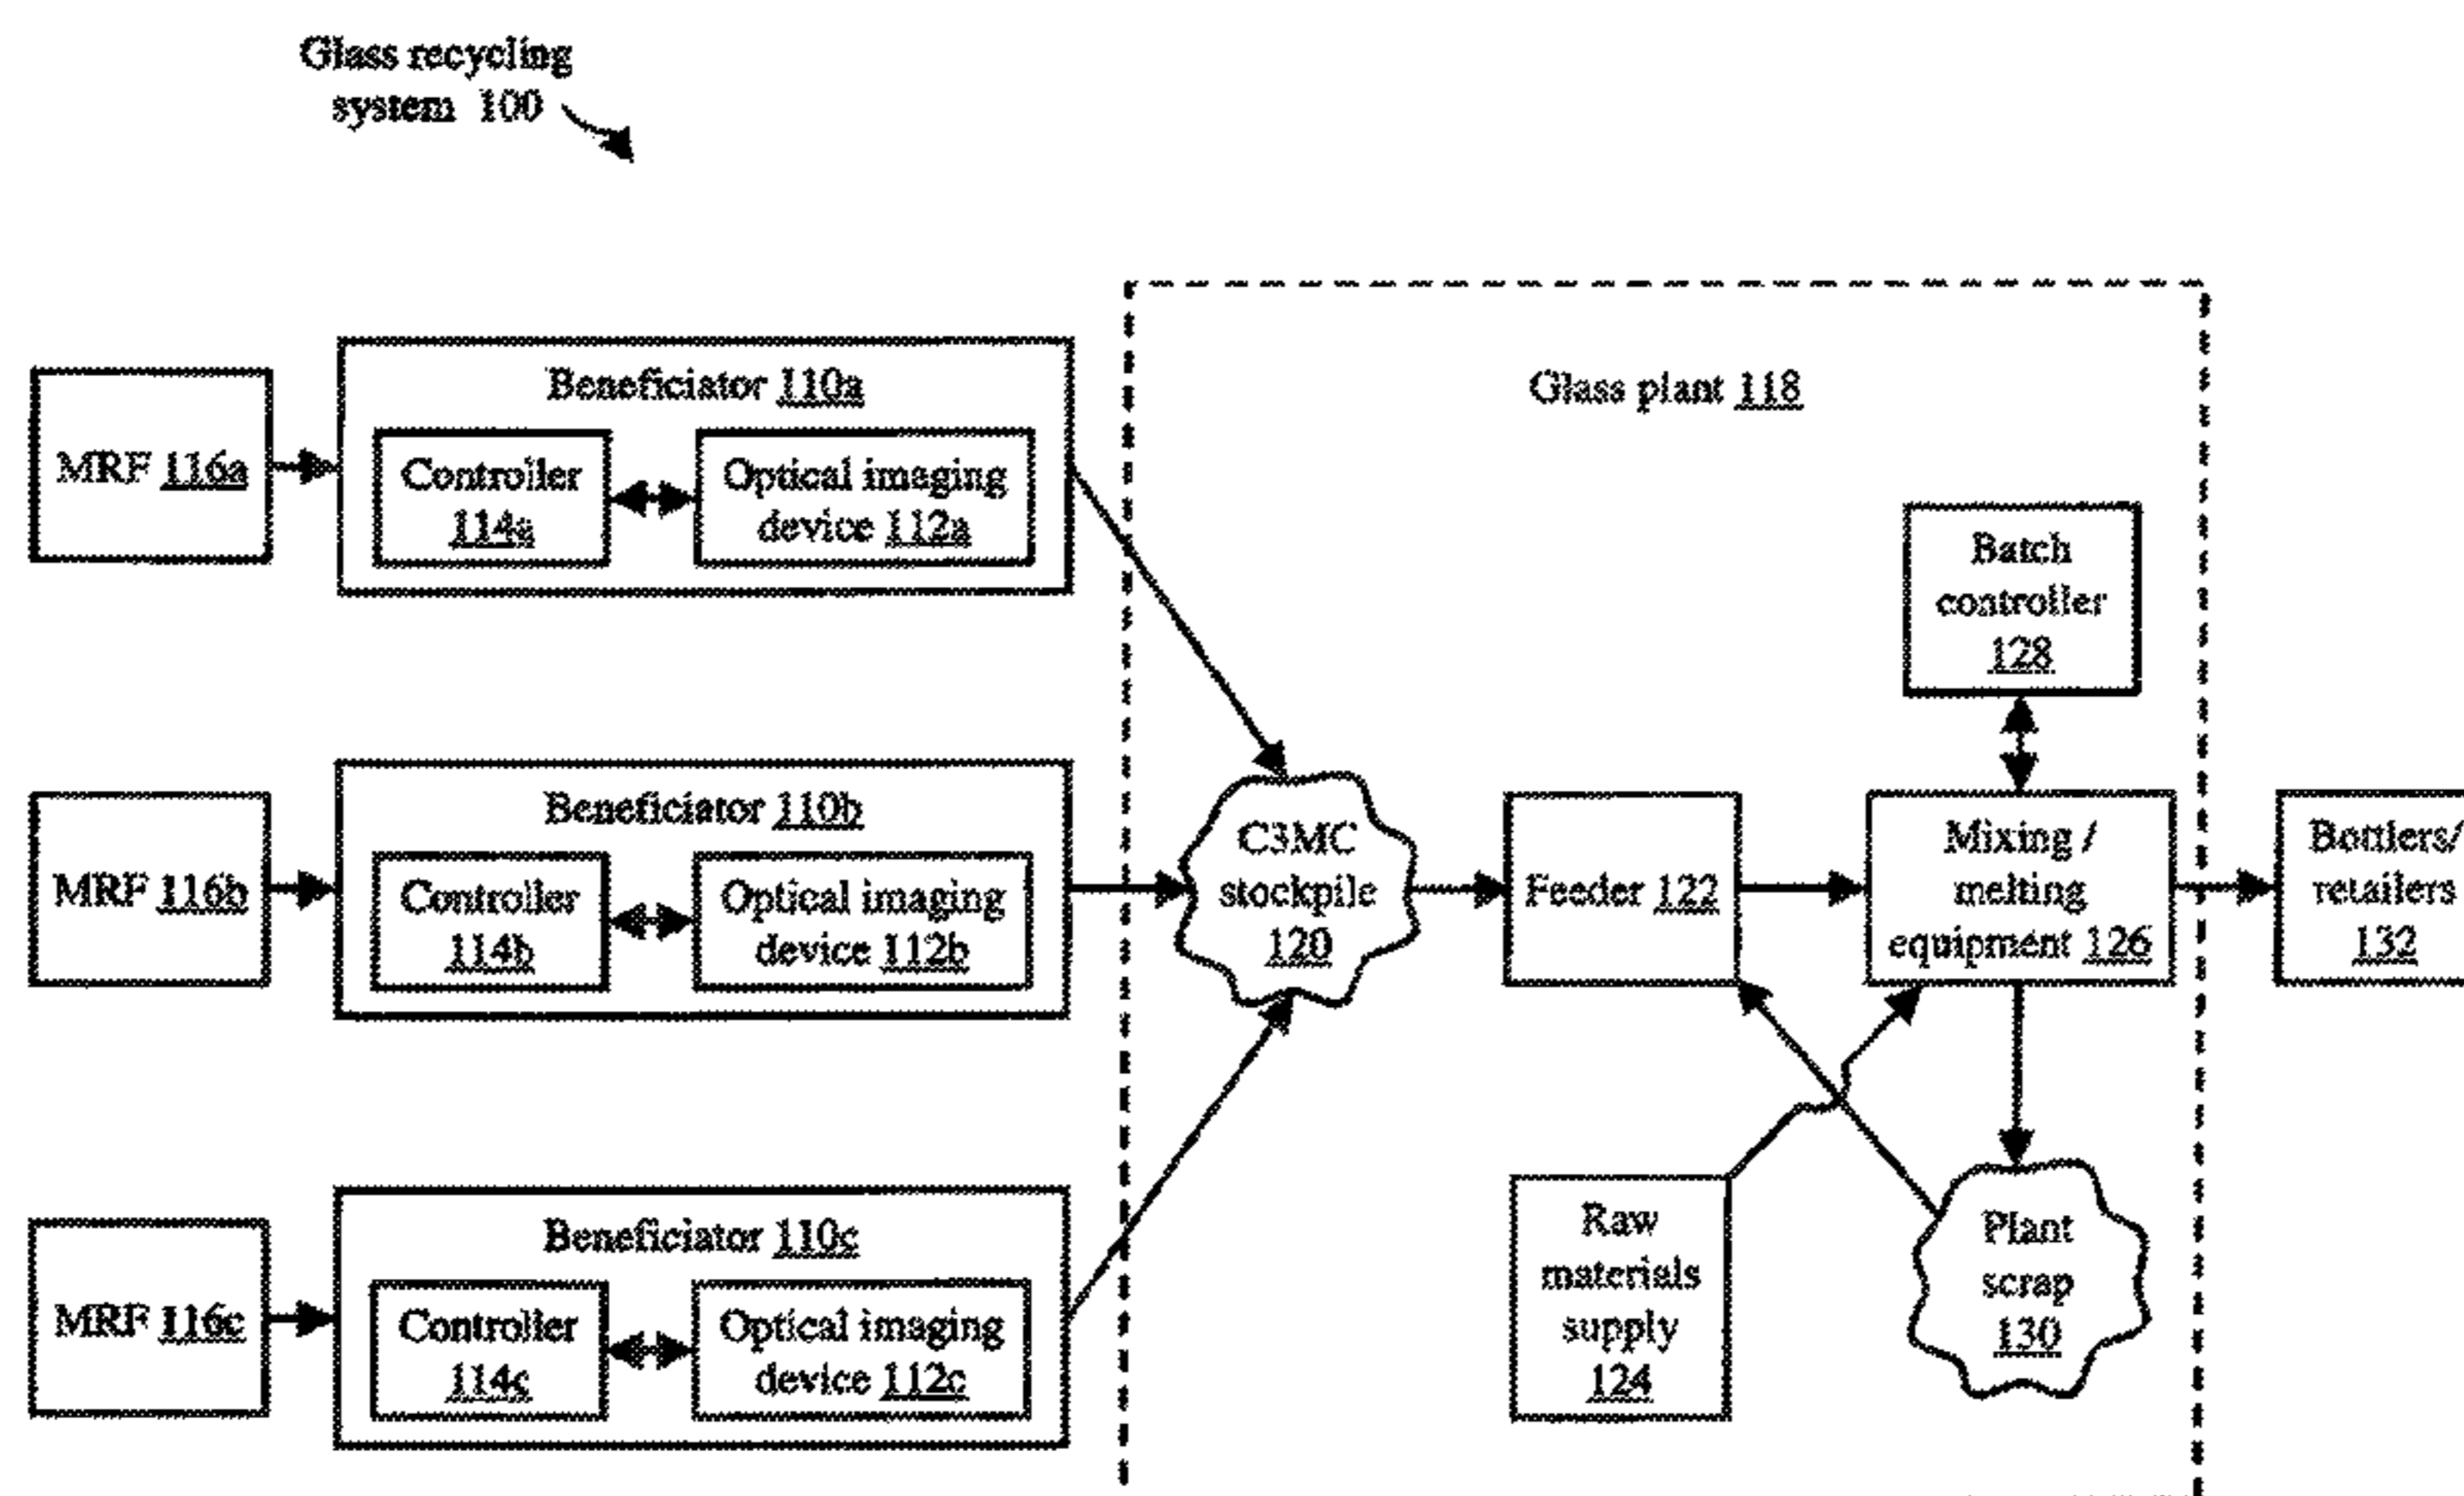 Glass recycling
system 100
Beneficiator 110a
MRF 116a
Controller
114a
Optical imaging
device 112a
Glass plant 118
Batch
controller
128
Beneficiator 110b
MRF 116b
Controller
114b
Optical imaging
device 112b
C3MC
stockpile
120
Feeder 122
Mixing /
melting
equipment 126
Bottlers/
retailers
132
Beneficiator 110c
MRF 116c
Controller
114c
Optical imaging
device 112c
Raw
materials
supply
124
Plant
scrap
130